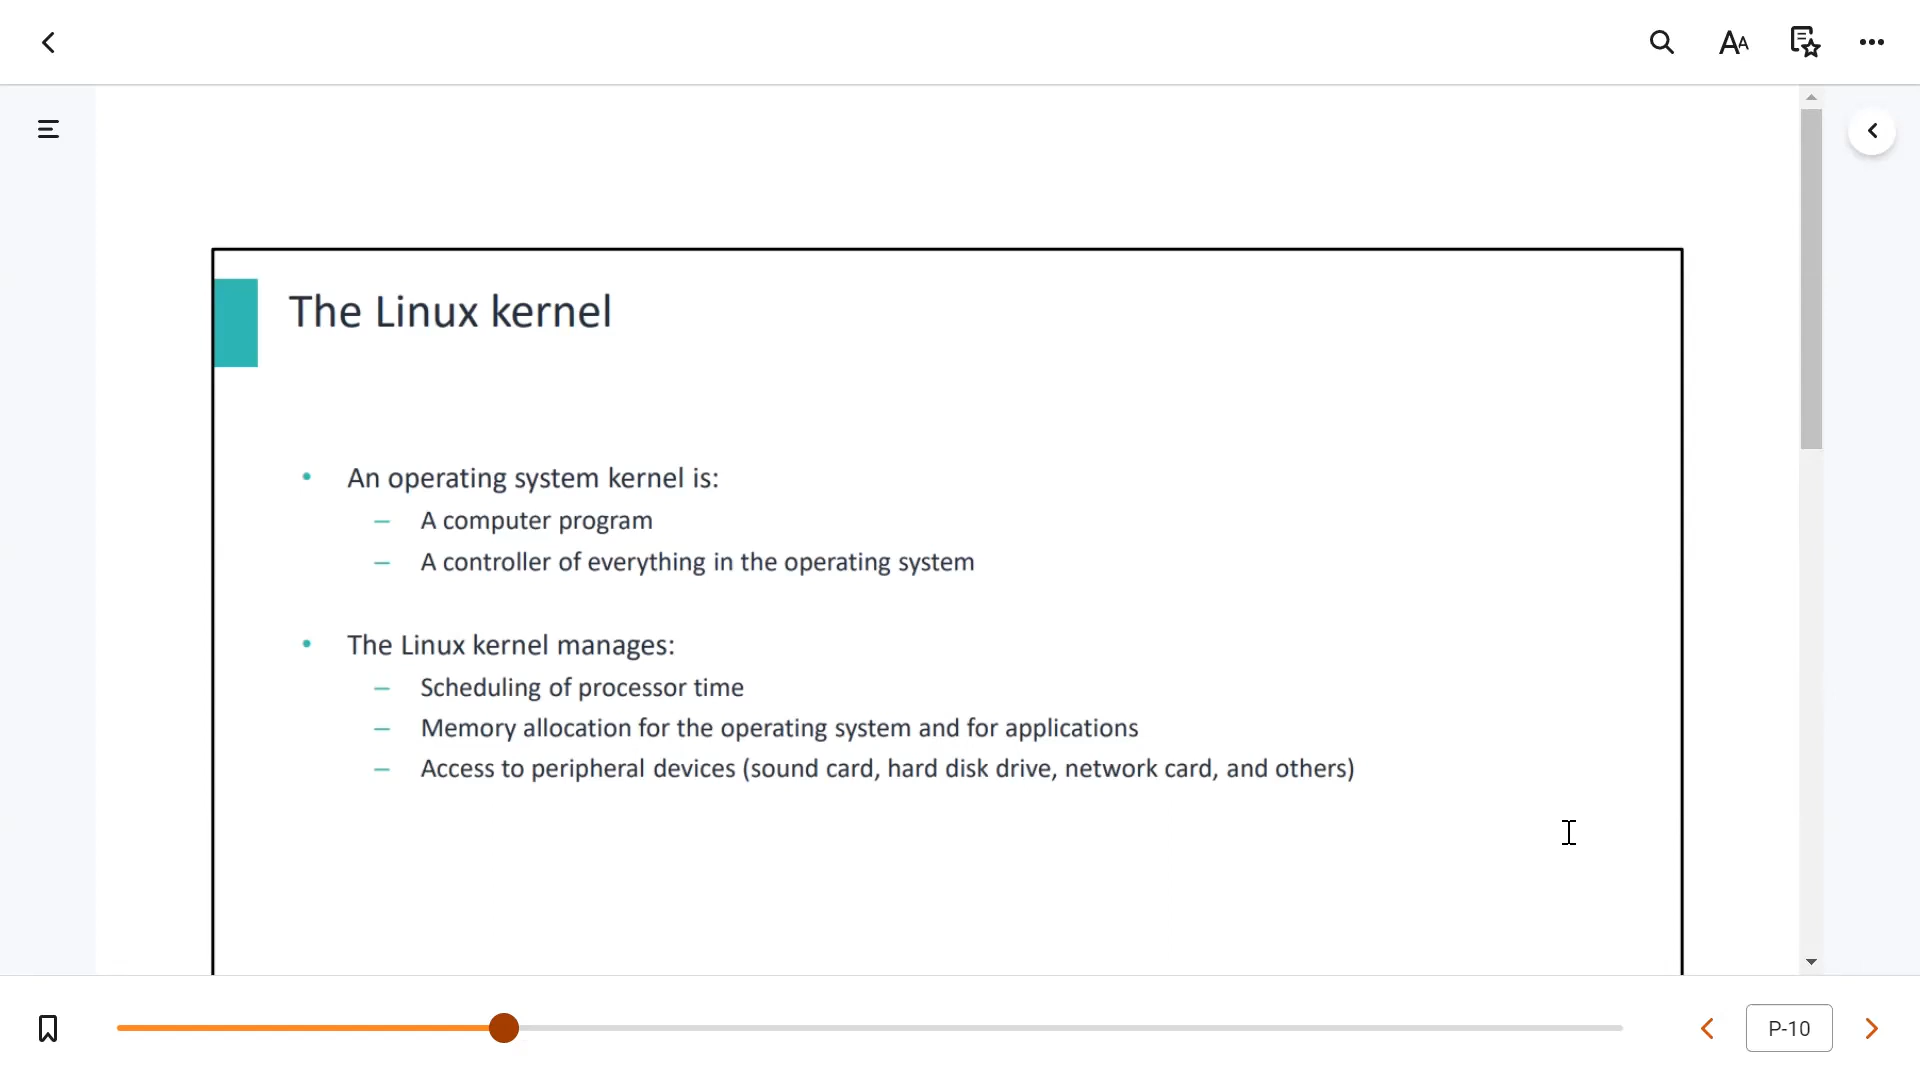 The Linux kernel
• An operating system kernel is:
– A computer program
– A controller of everything in the operating system
• The Linux kernel manages:
– Scheduling of processor time
– Memory allocation for the operating system and for applications
– Access to peripheral devices (sound card, hard disk drive, network card, and others)
P-10